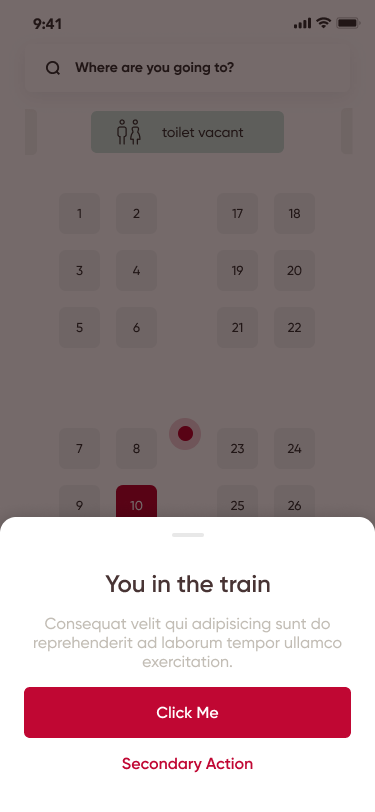 9:41
Where are you going to?
toilet vacant
1 2 17 18
3 4 19 20
5 6 21 22
7 8 23 24
9 10 25 26
You in the train
Consequat velit qui adipisicing sunt do
reprehenderit ad laborum tempor ullamco
exercitation.
Click Me
Secondary Action